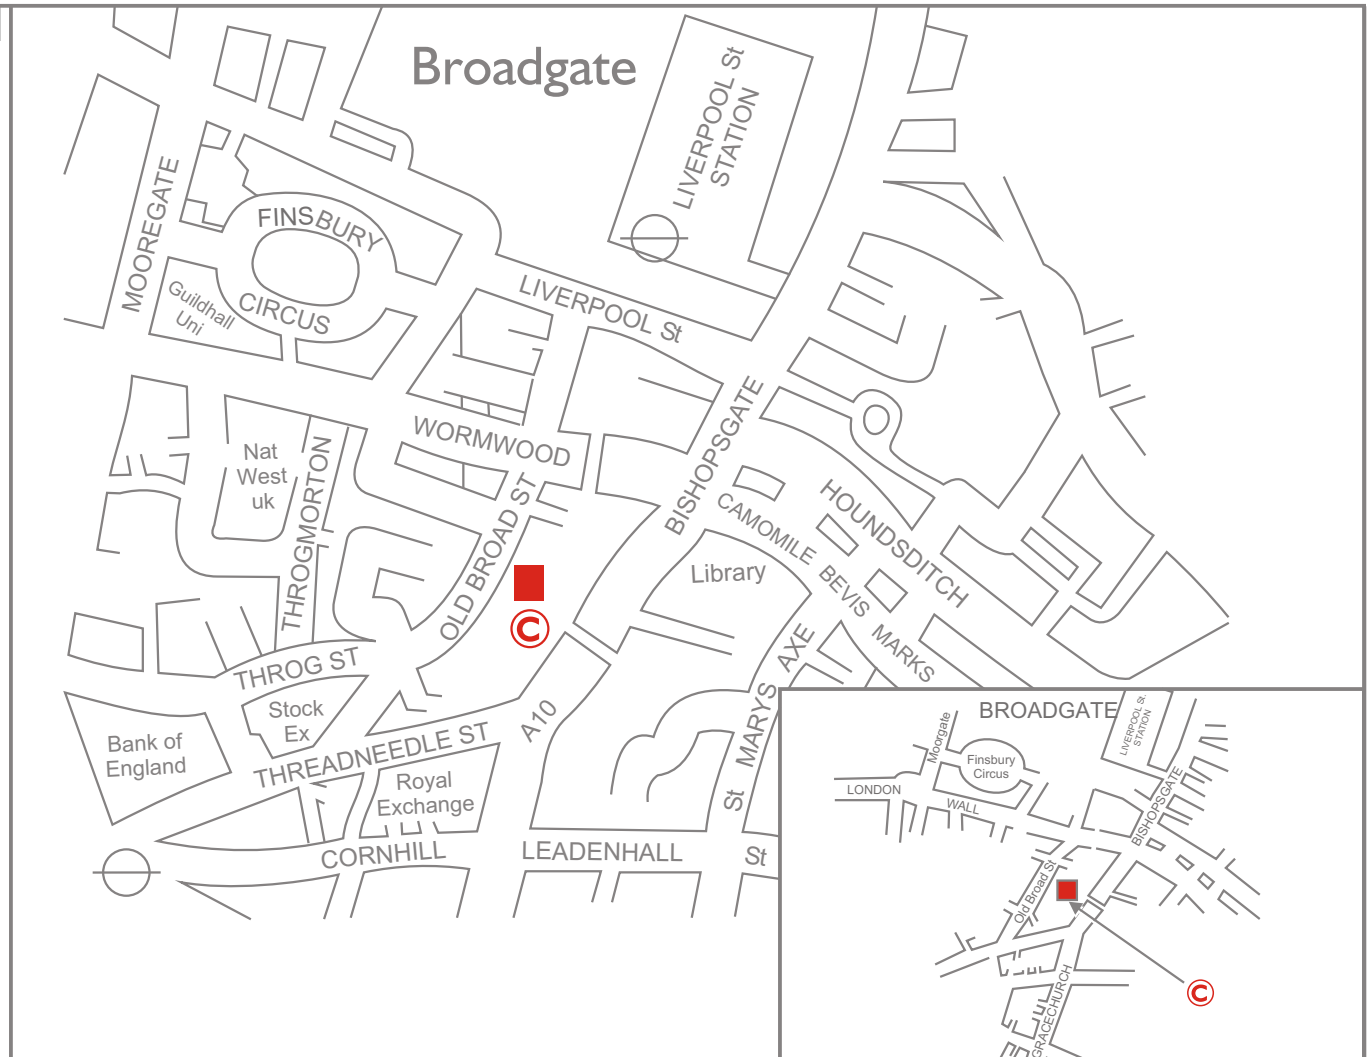 Broadgate
LIVERPOOL St
STATION
MOOREGATE
FINSBURY
CIRCUS
Guildhall
Uni
LIVERPOOL St
WORMWOOD
BISHOPSGATE
Nat
West
uk
THROGMORTON
OLD BROAD ST
CAMOMILE
HOUNDSDITCH
BEVIS
MARKS
Library
©
THROG ST
St MARYS AXE
Stock
Ex
A10
Bank of
England
THREADNEEDLE ST
Royal
Exchange
CORNHILL
LEADENHALL St
BROADGATE
LIVERPOOL St.
STATION
Moorgate
Finsbury
Circus
LONDON
WALL
BISHOPSGATE
Old Broad St
©
GRACECHURCH